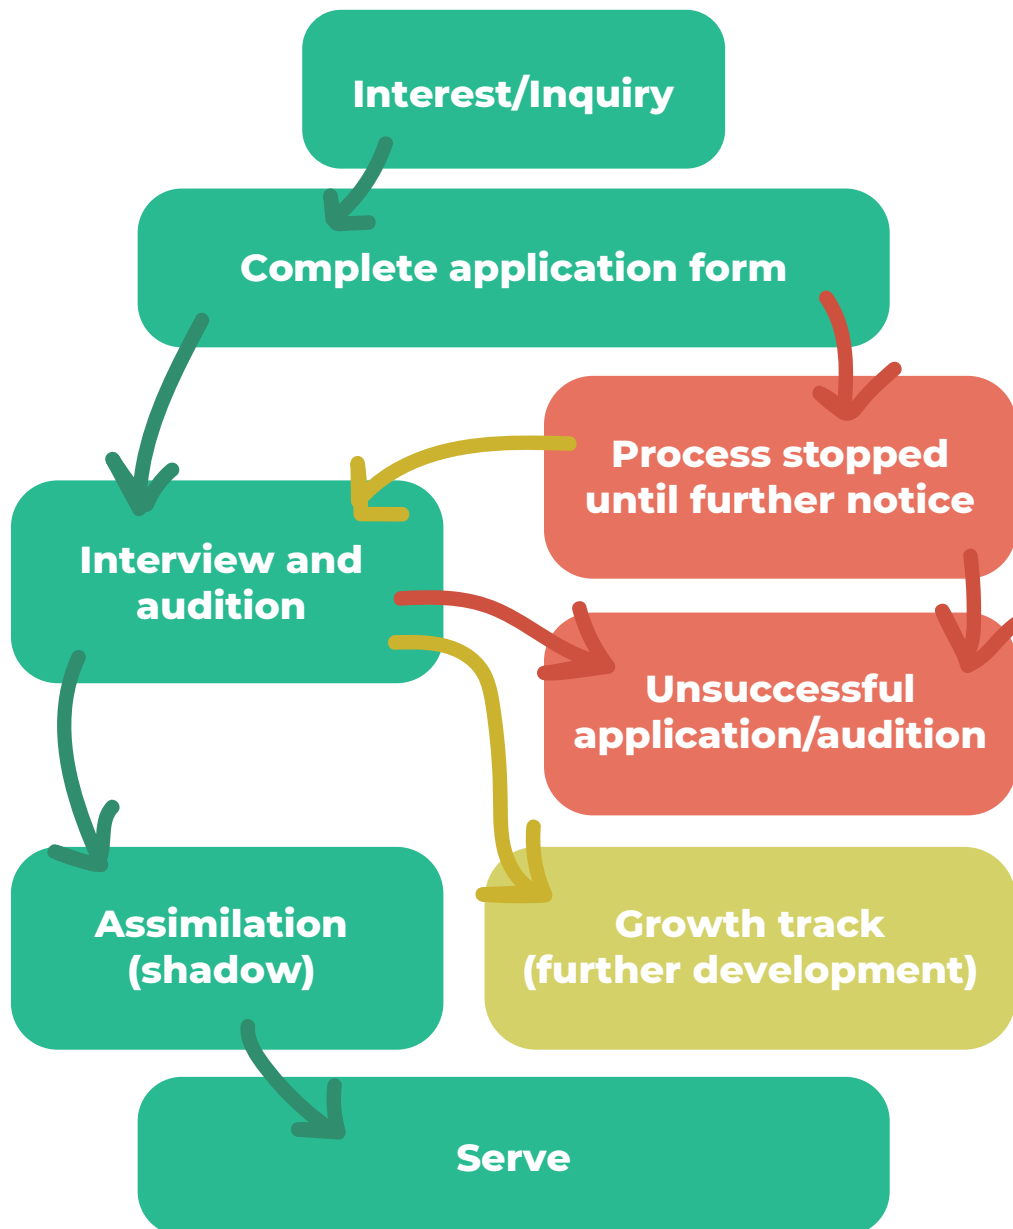 Interest/Inquiry
Complete application form
Process stopped
until further notice
Interview and
audition
Unsuccessful
application/audition
Assimilation
(shadow)
Growth track
(further development)
Serve